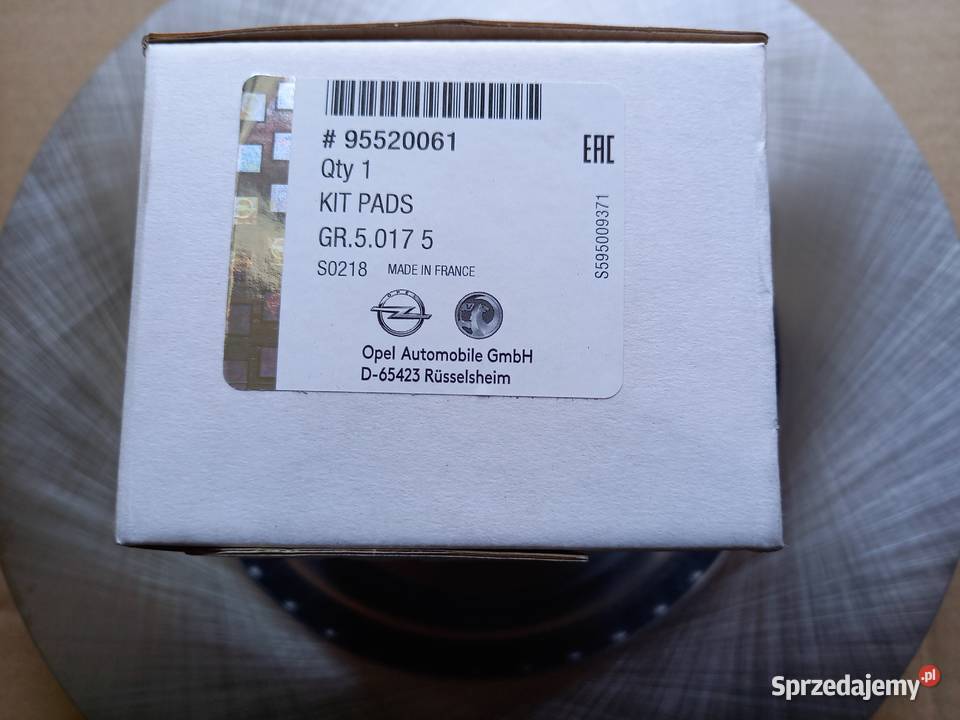 # 95520061
Qty 1
KIT PADS
GR.5.017 5
S0218 MADE IN FRANCE
OPEL
Opel Automobile GmbH
D-65423 Rüsselsheim
EAC
S595009371
Sprzedajemy.pl